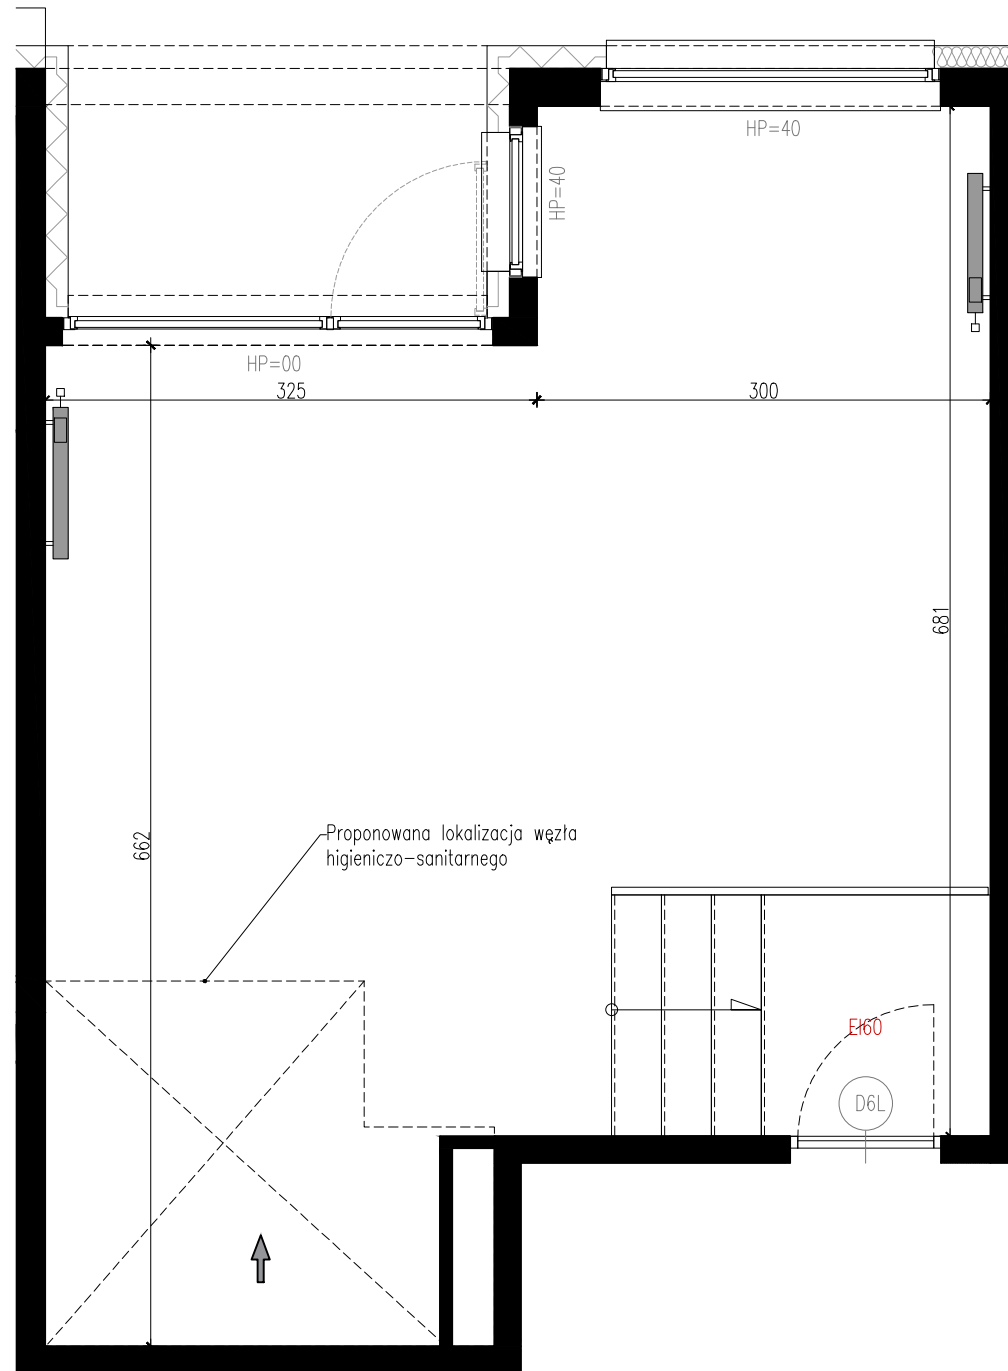 HP=40
HP=40
HP=00
325
300
681
662
Proponowana lokalizacja węzła
higieniczo-sanitarnego
EI60
D6L